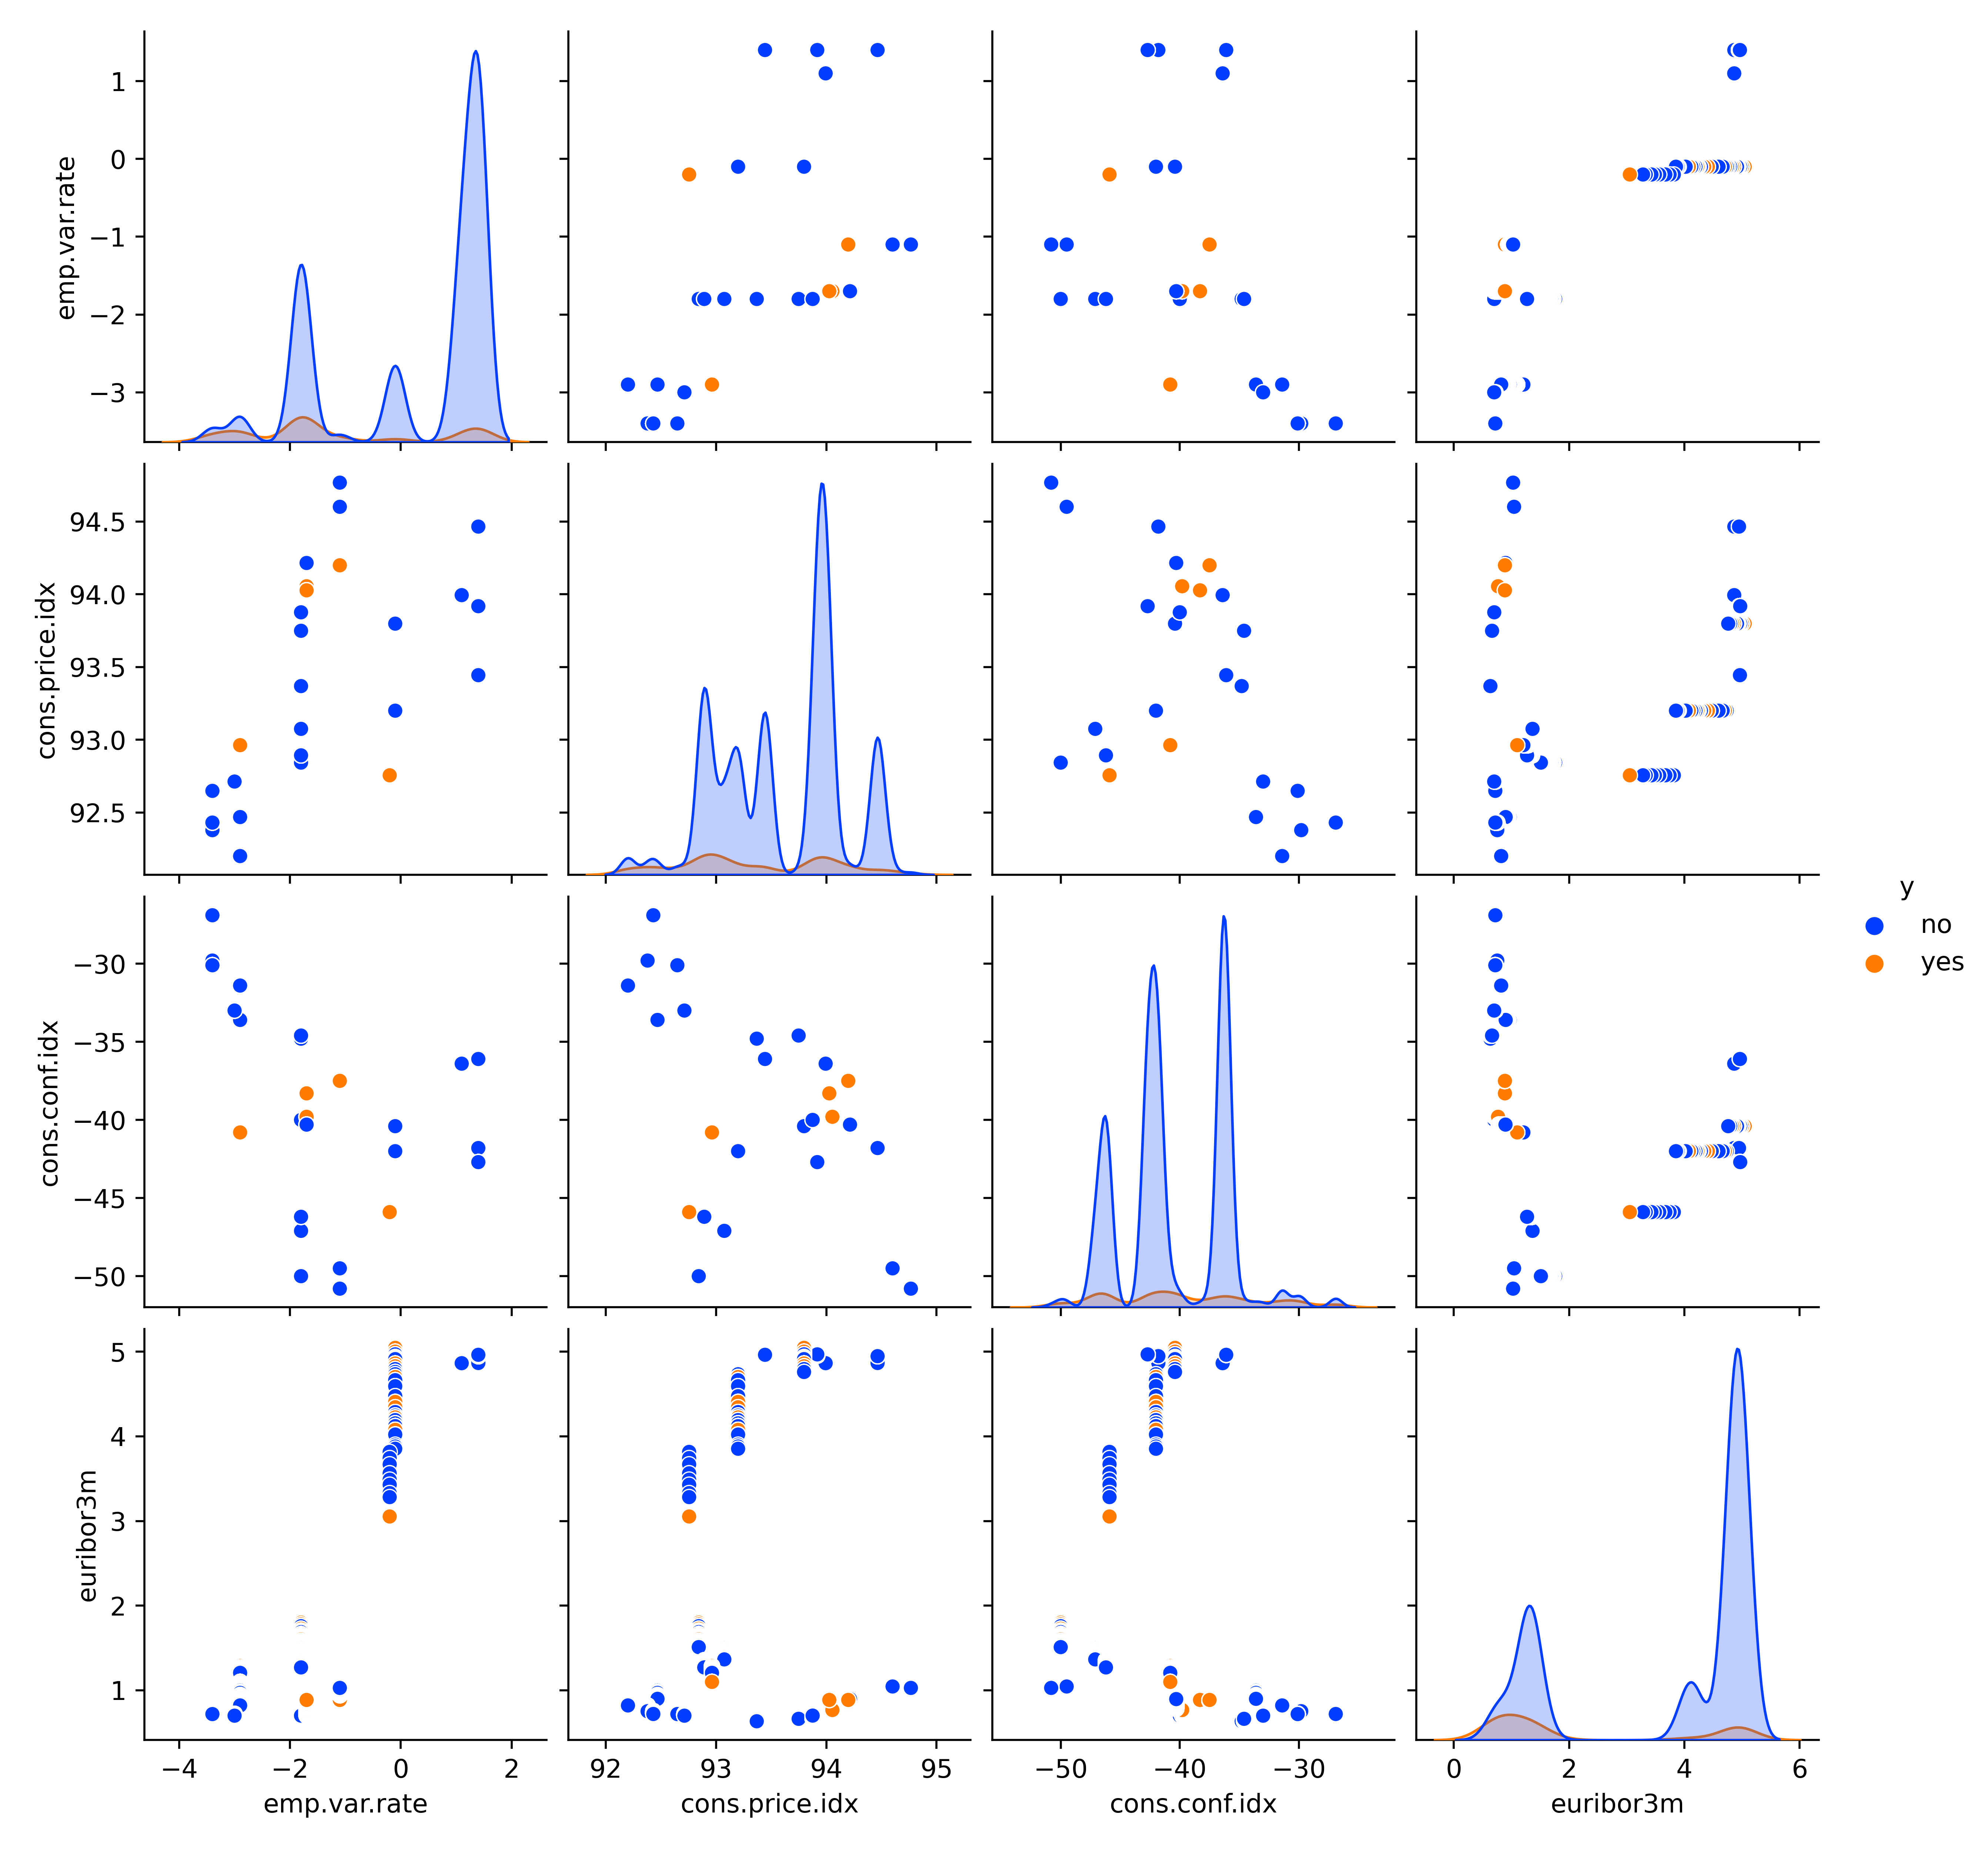 emp.var.rate
1
0
−1
−2
−3
cons.price.idx
94.5
94.0
93.5
93.0
92.5
y
no
yes
cons.conf.idx
−30
−35
−40
−45
−50
euribor3m
5
4
3
2
1
−4 −2 0 2
92 93 94 95
−50 −40 −30
0 2 4 6
emp.var.rate
cons.price.idx
cons.conf.idx
euribor3m